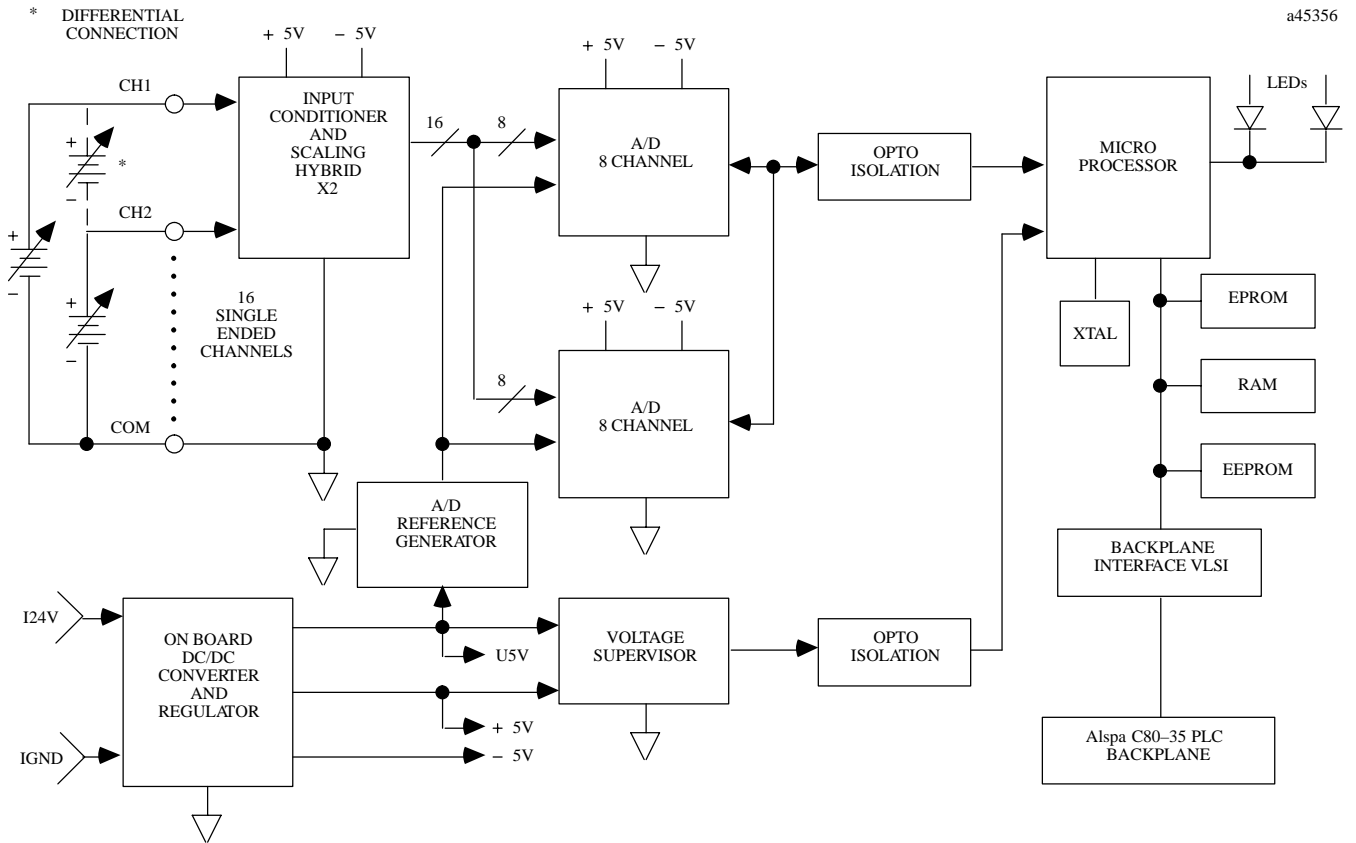 * DIFFERENTIAL
CONNECTION
a45356
+ 5V
− 5V
CH1
INPUT
CONDITIONER
AND
SCALING
HYBRID
X2
+
*
−
CH2
+
−
+
−
16
SINGLE
ENDED
CHANNELS
COM
16
8
8
+ 5V
− 5V
A/D
8 CHANNEL
+ 5V
− 5V
A/D
8 CHANNEL
OPTO
ISOLATION
MICRO
PROCESSOR
LEDs
XTAL
EPROM
RAM
EEPROM
BACKPLANE
INTERFACE VLSI
Alspa C80–35 PLC
BACKPLANE
A/D
REFERENCE
GENERATOR
I24V
IGND
ON BOARD
DC/DC
CONVERTER
AND
REGULATOR
U5V
+ 5V
− 5V
VOLTAGE
SUPERVISOR
OPTO
ISOLATION